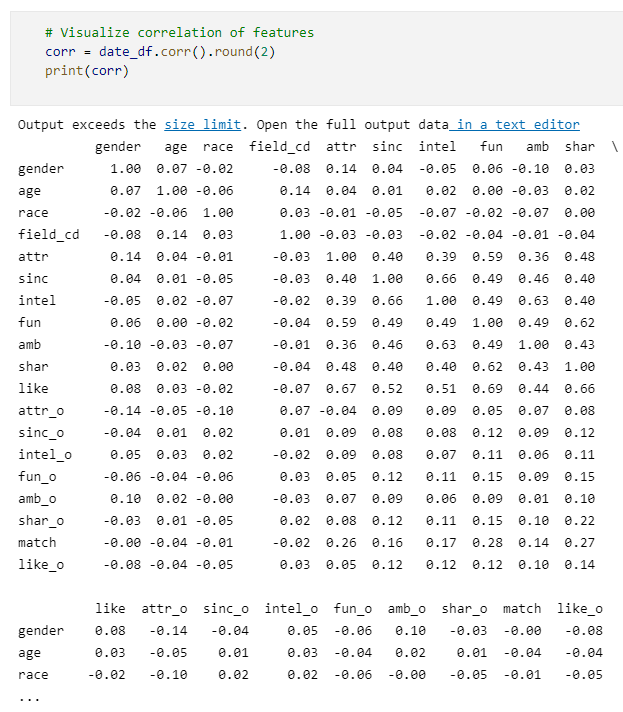 # Visualize correlation of features
corr = date_df.corr().round(2)
print(corr)
Output exceeds the size limit. Open the full output data in a text editor
gender age race field_cd attr sinc intel fun amb shar \
gender 1.00 0.07 -0.02 -0.08 0.14 0.04 -0.05 0.06 -0.10 0.03
age 0.07 1.00 -0.06 0.14 0.04 0.01 0.02 0.00 -0.03 0.02
race -0.02 -0.06 1.00 0.03 -0.01 -0.05 -0.07 -0.02 -0.07 0.00
field_cd -0.08 0.14 0.03 1.00 -0.03 -0.03 -0.02 -0.04 -0.01 -0.04
attr 0.14 0.04 -0.01 -0.03 1.00 0.40 0.39 0.59 0.36 0.48
sinc 0.04 0.01 -0.05 -0.03 0.40 1.00 0.66 0.49 0.46 0.40
intel -0.05 0.02 -0.07 -0.02 0.39 0.66 1.00 0.49 0.63 0.40
fun 0.06 0.00 -0.02 -0.04 0.59 0.49 0.49 1.00 0.49 0.62
amb -0.10 -0.03 -0.07 -0.01 0.36 0.46 0.63 0.49 1.00 0.43
shar 0.03 0.02 0.00 -0.04 0.48 0.40 0.40 0.62 0.43 1.00
like 0.08 0.03 -0.02 -0.07 0.67 0.52 0.51 0.69 0.44 0.66
attr_o -0.14 -0.05 -0.10 0.07 -0.04 0.09 0.09 0.05 0.07 0.08
sinc_o -0.04 0.01 0.02 0.01 0.09 0.08 0.08 0.12 0.09 0.12
intel_o 0.05 0.03 0.02 -0.02 0.09 0.08 0.07 0.11 0.06 0.11
fun_o -0.06 -0.04 -0.06 0.03 0.05 0.12 0.11 0.15 0.09 0.15
amb_o 0.10 0.02 -0.00 -0.03 0.07 0.09 0.06 0.09 0.01 0.10
shar_o -0.03 0.01 -0.05 0.02 0.08 0.12 0.11 0.15 0.10 0.22
match -0.00 -0.04 -0.01 -0.02 0.26 0.16 0.17 0.28 0.14 0.27
like_o -0.08 -0.04 -0.05 0.03 0.05 0.12 0.12 0.12 0.10 0.14
like attr_o sinc_o intel_o fun_o amb_o shar_o match like_o
gender 0.08 -0.14 -0.04 0.05 -0.06 0.10 -0.03 -0.00 -0.08
age 0.03 -0.05 0.01 0.03 -0.04 0.02 0.01 -0.04 -0.04
race -0.02 -0.10 0.02 0.02 -0.06 -0.00 -0.05 -0.01 -0.05
...